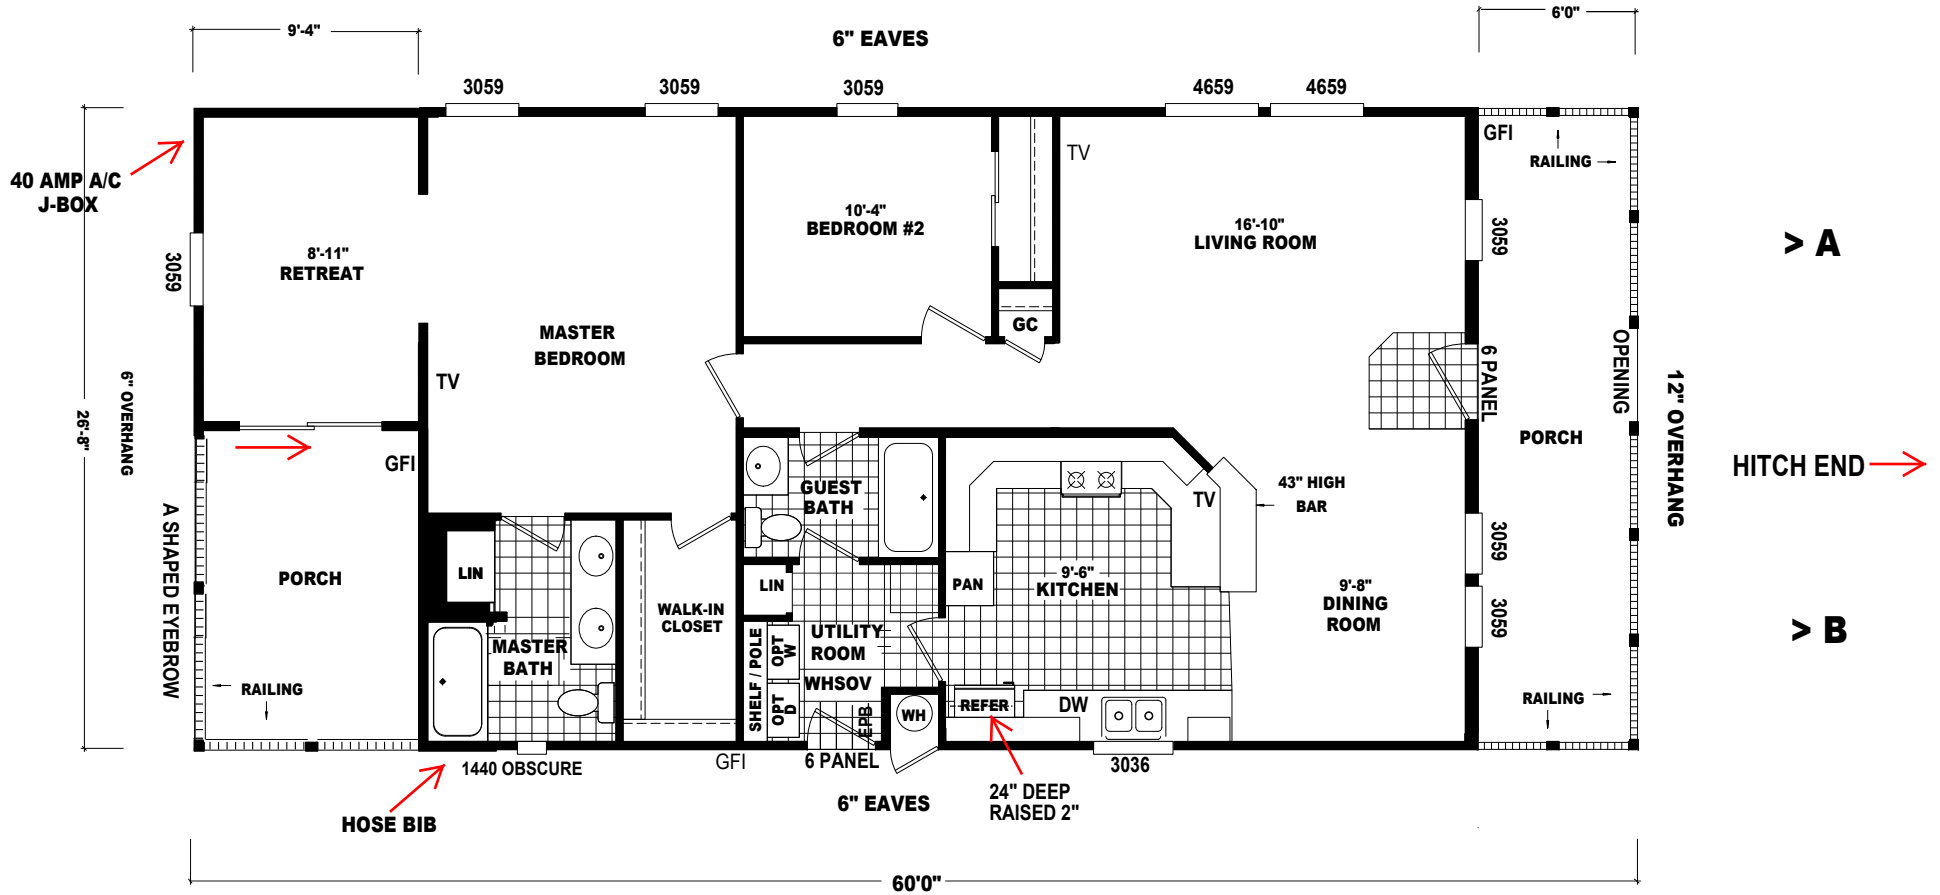 9'-4"
6" EAVES
6'0"
3059
3059
3059
4659
4659
40 AMP A/C
J-BOX
GFI
RAILING
TV
10'-4"
BEDROOM #2
16'-10"
LIVING ROOM
3059
> A
8'-11"
RETREAT
3059
GC
MASTER
BEDROOM
TV
6 PANEL
OPENING
6" OVERHANG
26'-8"
12" OVERHANG
PORCH
HITCH END
GFI
GUEST
BATH
TV
43" HIGH
BAR
A SHAPED EYEBROW
PORCH
LIN
LIN
PAN
9'-6"
KITCHEN
3059
9'-8"
DINING
ROOM
3059
> B
WALK-IN
CLOSET
MASTER
BATH
UTILITY
ROOM
SHELF / POLE
OPT
W
OPT
D
WHSOV
EPB
WH
REFER
DW
RAILING
RAILING
RAILING
1440 OBSCURE
GFI
6 PANEL
3036
HOSE BIB
6" EAVES
24" DEEP
RAISED 2"
60'0"